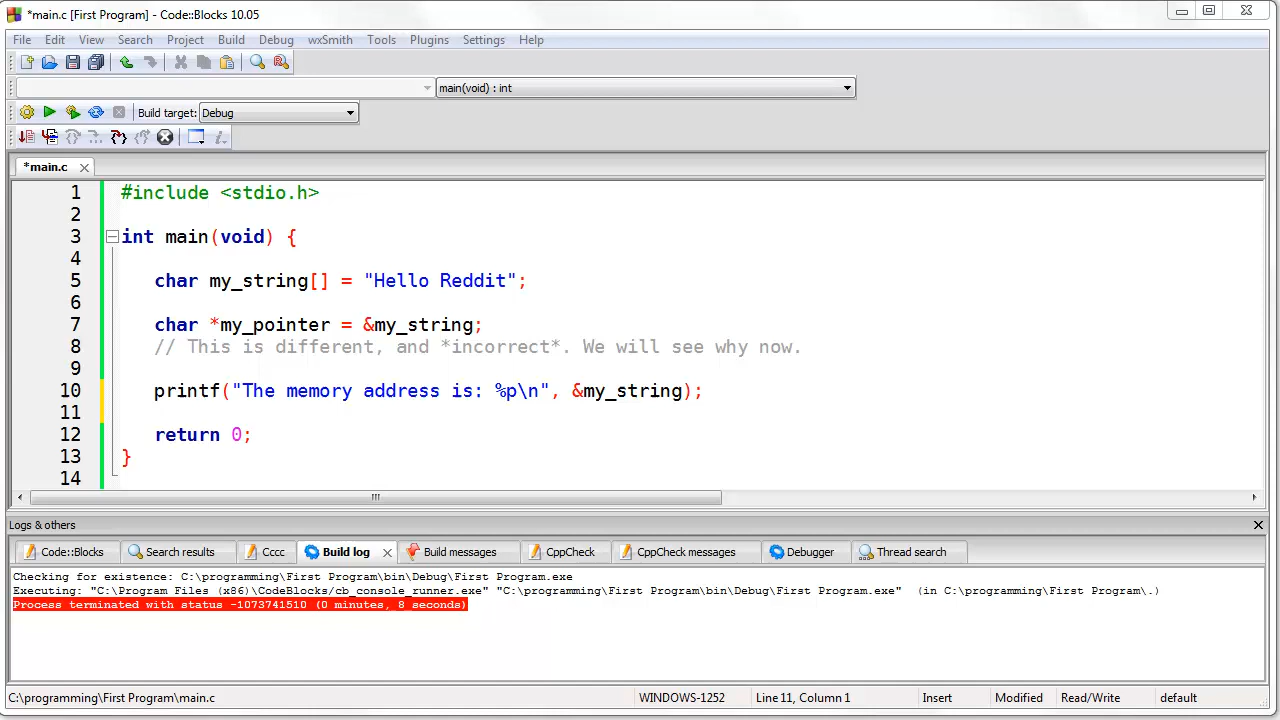 *main.c [First Program] - Code::Blocks 10.05
File Edit View Search Project Build Debug wxSmith Tools Plugins Settings Help
main(void) : int
Build target: Debug
*main.c
1 #include <stdio.h>
2
3 int main(void) {
4
5 char my_string[] = "Hello Reddit";
6
7 char *my_pointer = &my_string;
8 // This is different, and *incorrect*. We will see why now.
9
10 printf("The memory address is: %p\n", &my_string);
11
12 return 0;
13 }
14
Logs & others
Code::Blocks Search results Cccc Build log Build messages CppCheck CppCheck messages Debugger Thread search
Checking for existence: C:\programming\First Program\bin\Debug\First Program.exe
Executing: "C:\Program Files (x86)\CodeBlocks/cb_console_runner.exe" "C:\programming\First Program\bin\Debug\First Program.exe"  (in C:\programming\First Program\.)
Process terminated with status -1073741510 (0 minutes, 8 seconds)
C:\programming\First Program\main.c WINDOWS-1252 Line 11, Column 1 Insert Modified Read/Write default